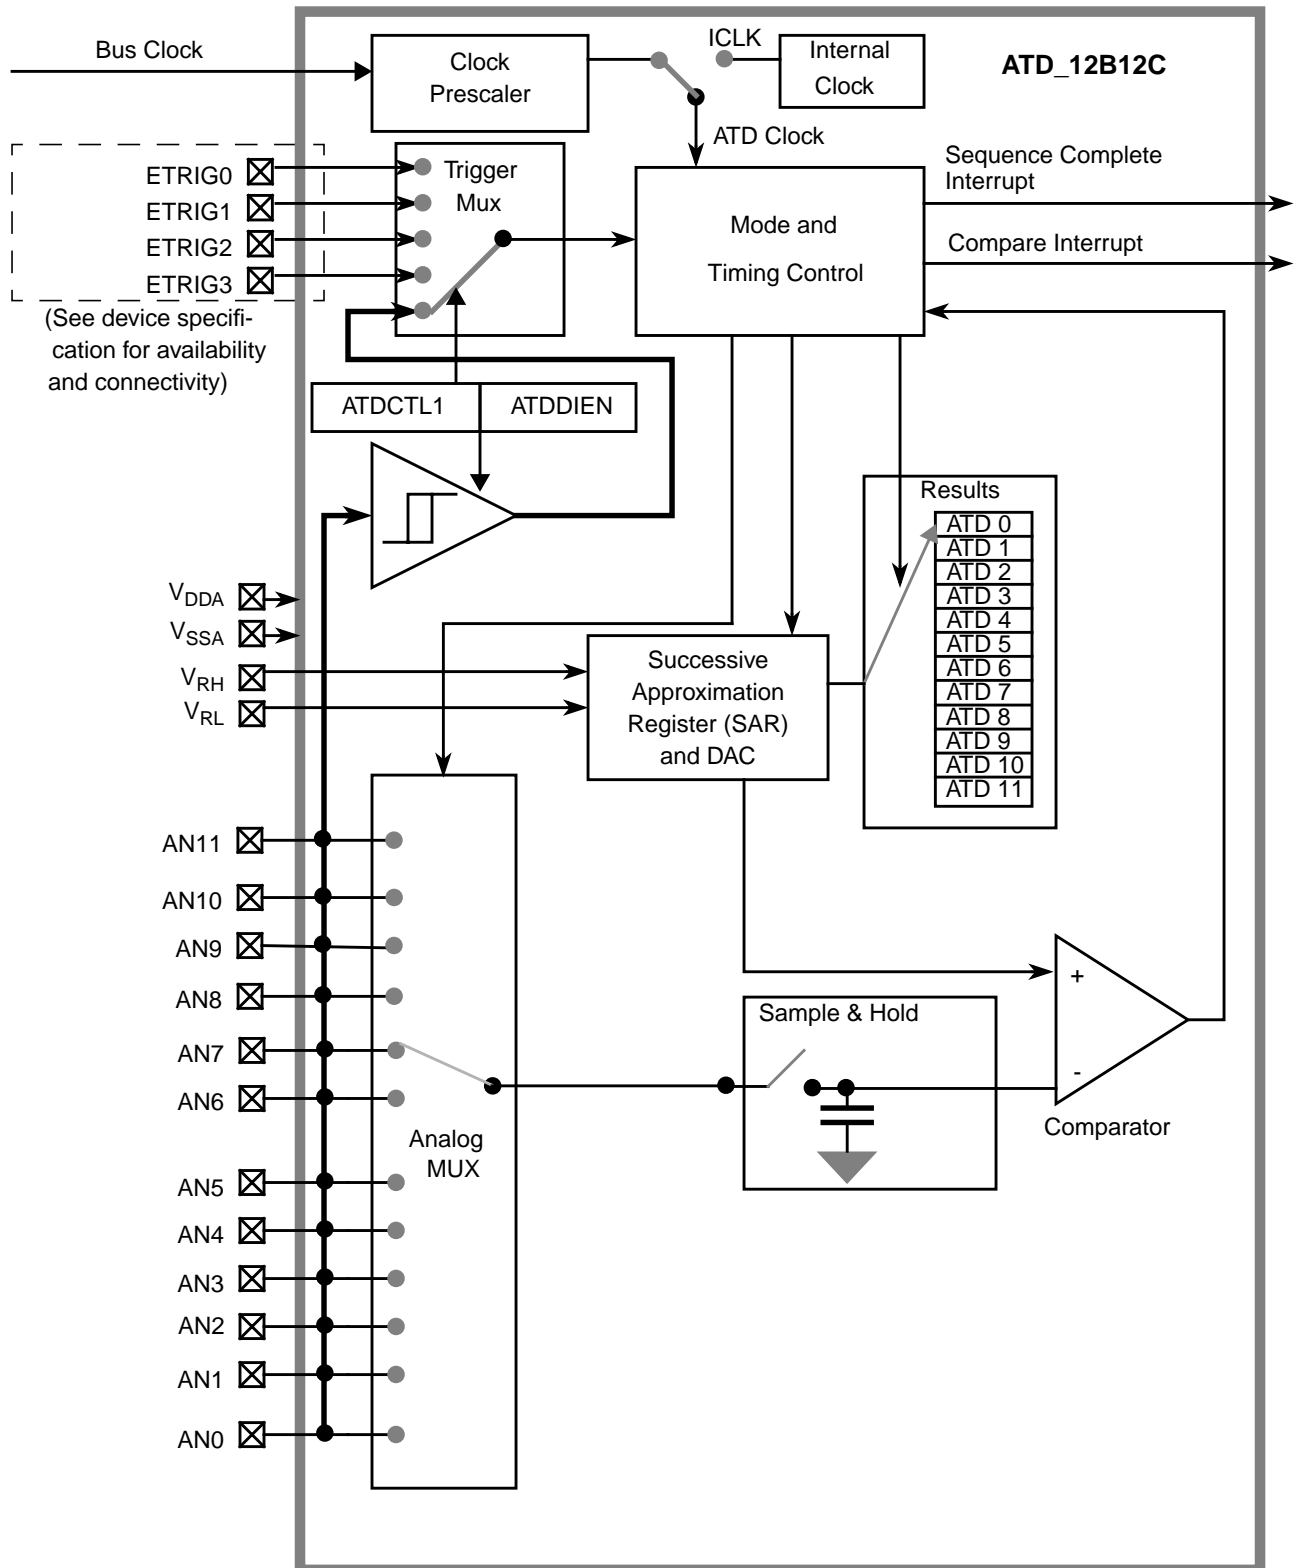 Bus Clock
Clock
Prescaler
ICLK
Internal
Clock
ATD_12B12C
ATD Clock
ETRIG0
ETRIG1
ETRIG2
ETRIG3
(See device specifi-
cation for availability
and connectivity)
Trigger
Mux
Mode and
Timing Control
Sequence Complete
Interrupt
Compare Interrupt
ATDCTL1
ATDDIEN
Results
ATD 0
ATD 1
ATD 2
ATD 3
ATD 4
ATD 5
ATD 6
ATD 7
ATD 8
ATD 9
ATD 10
ATD 11
VDDA
VSSA
VRH
VRL
Successive
Approximation
Register (SAR)
and DAC
AN11
AN10
AN9
AN8
AN7
AN6
AN5
AN4
AN3
AN2
AN1
AN0
Analog
MUX
Sample & Hold
+
-
Comparator